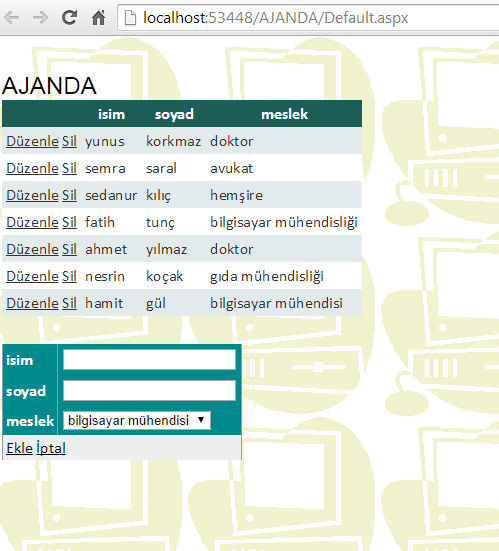 localhost:53448/AJANDA/Default.aspx
AJANDA
isim soyad meslek
Düzenle Sil yunus korkmaz doktor
Düzenle Sil semra saral avukat
Düzenle Sil sedanur kılıç hemşire
Düzenle Sil fatih tunç bilgisayar mühendisliği
Düzenle Sil ahmet yılmaz doktor
Düzenle Sil nesrin koçak gıda mühendisliği
Düzenle Sil hamit gül bilgisayar mühendisi
isim
soyad
meslek bilgisayar mühendisi
Ekle İptal